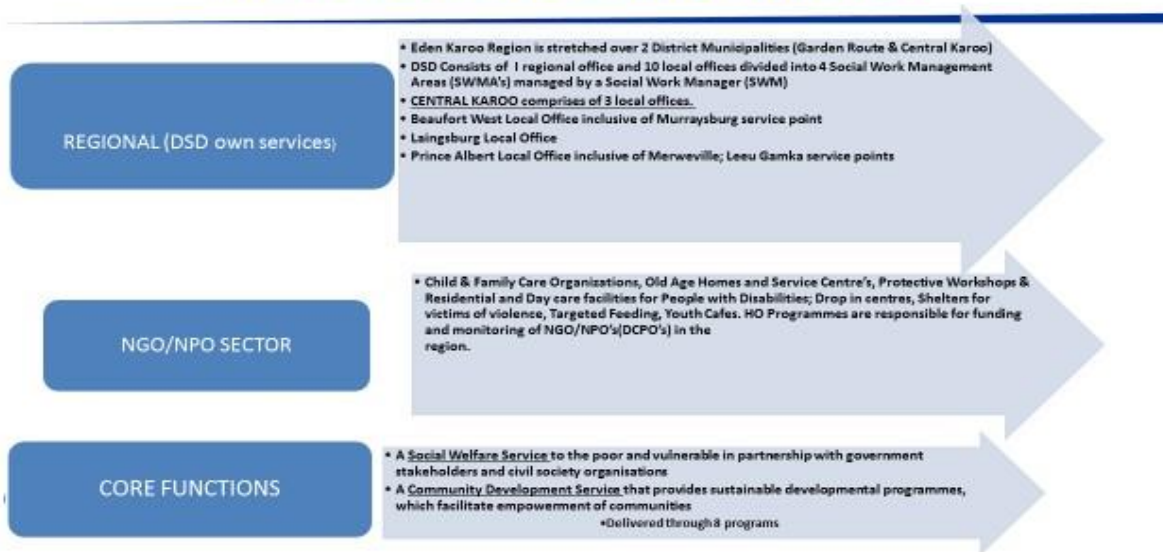 REGIONAL (DSD own services)
• Eden Karoo Region is stretched over 2 District Municipalities (Garden Route & Central Karoo)
• DSD Consists of 1 regional office and 10 local offices divided into 4 Social Work Management
Areas (SWMA's) managed by a Social Work Manager (SWM)
• CENTRAL KAROO comprises of 3 local offices.
• Beaufort West Local Office inclusive of Murraysburg service point
• Laingsburg Local Office
• Prince Albert Local Office inclusive of Merweville; Leeu Gamka service points
NGO/NPO SECTOR
• Child & Family Care Organizations, Old Age Homes and Service Centre's, Protective Workshops &
Residential and Day care facilities for People with Disabilities; Drop in centres, Shelters for
victims of violence, Targeted Feeding, Youth Cafes. HO Programmes are responsible for funding
and monitoring of NGO/NPO's(DCPO's) in the
region.
CORE FUNCTIONS
• A Social Welfare Service to the poor and vulnerable in partnership with government
stakeholders and civil society organisations
• A Community Development Service that provides sustainable developmental programmes,
which facilitate empowerment of communities
•Delivered through 8 programs